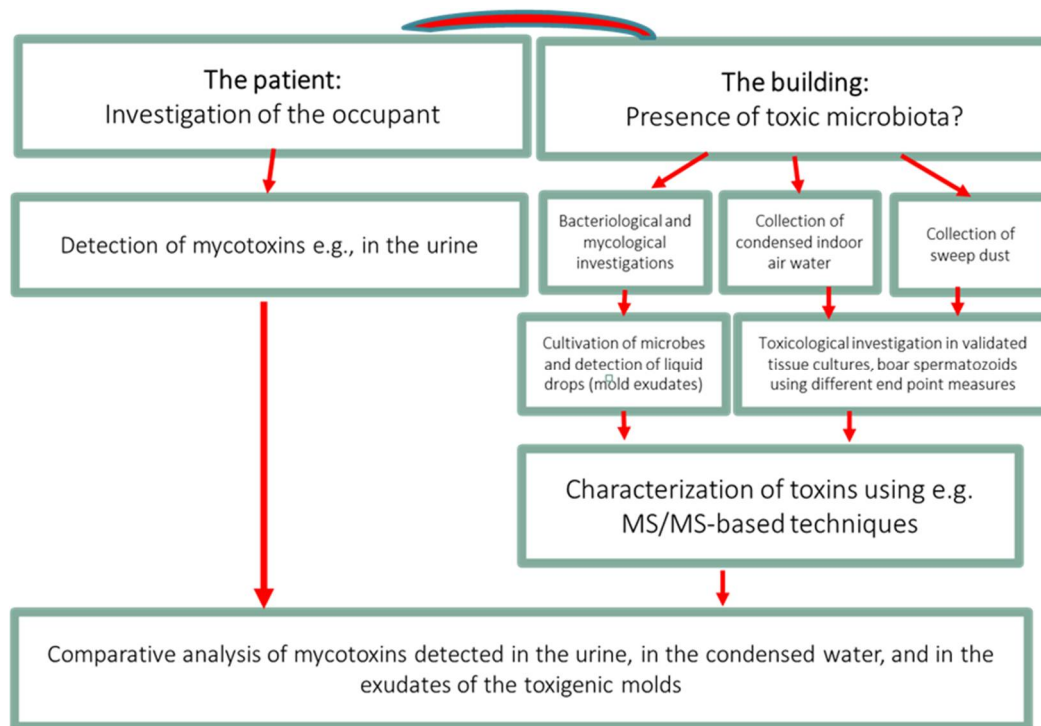 The patient:
Investigation of the occupant
The building:
Presence of toxic microbiota?
Detection of mycotoxins e.g., in the urine
Bacteriological and
mycological
investigations
Collection of
condensed indoor
air water
Collection of
sweep dust
Cultivation of microbes
and detection of liquid
drops (mold exudates)
Toxicological investigation in validated
tissue cultures, boar spermatozoids
using different end point measures
Characterization of toxins using e.g.
MS/MS-based techniques
Comparative analysis of mycotoxins detected in the urine, in the condensed water, and in the
exudates of the toxigenic molds